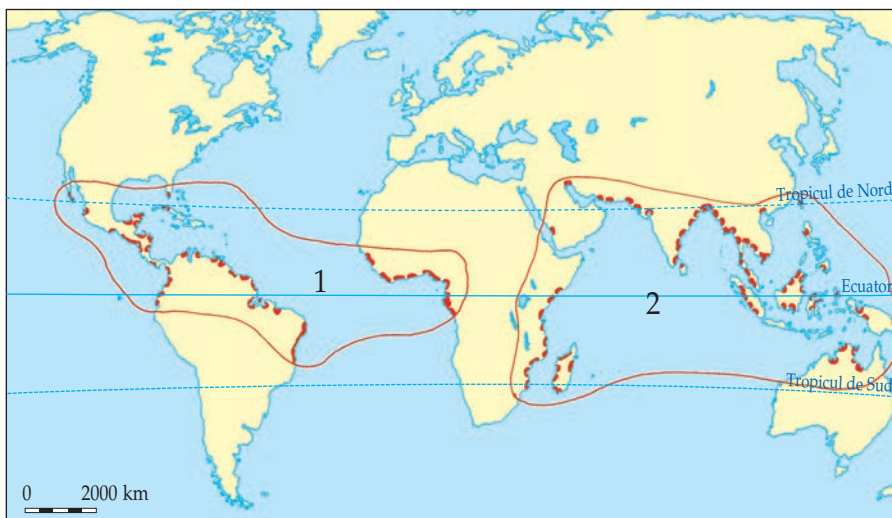 Tropicul de Nord
1
Ecuator
2
Tropicul de Sud
0 2000 km